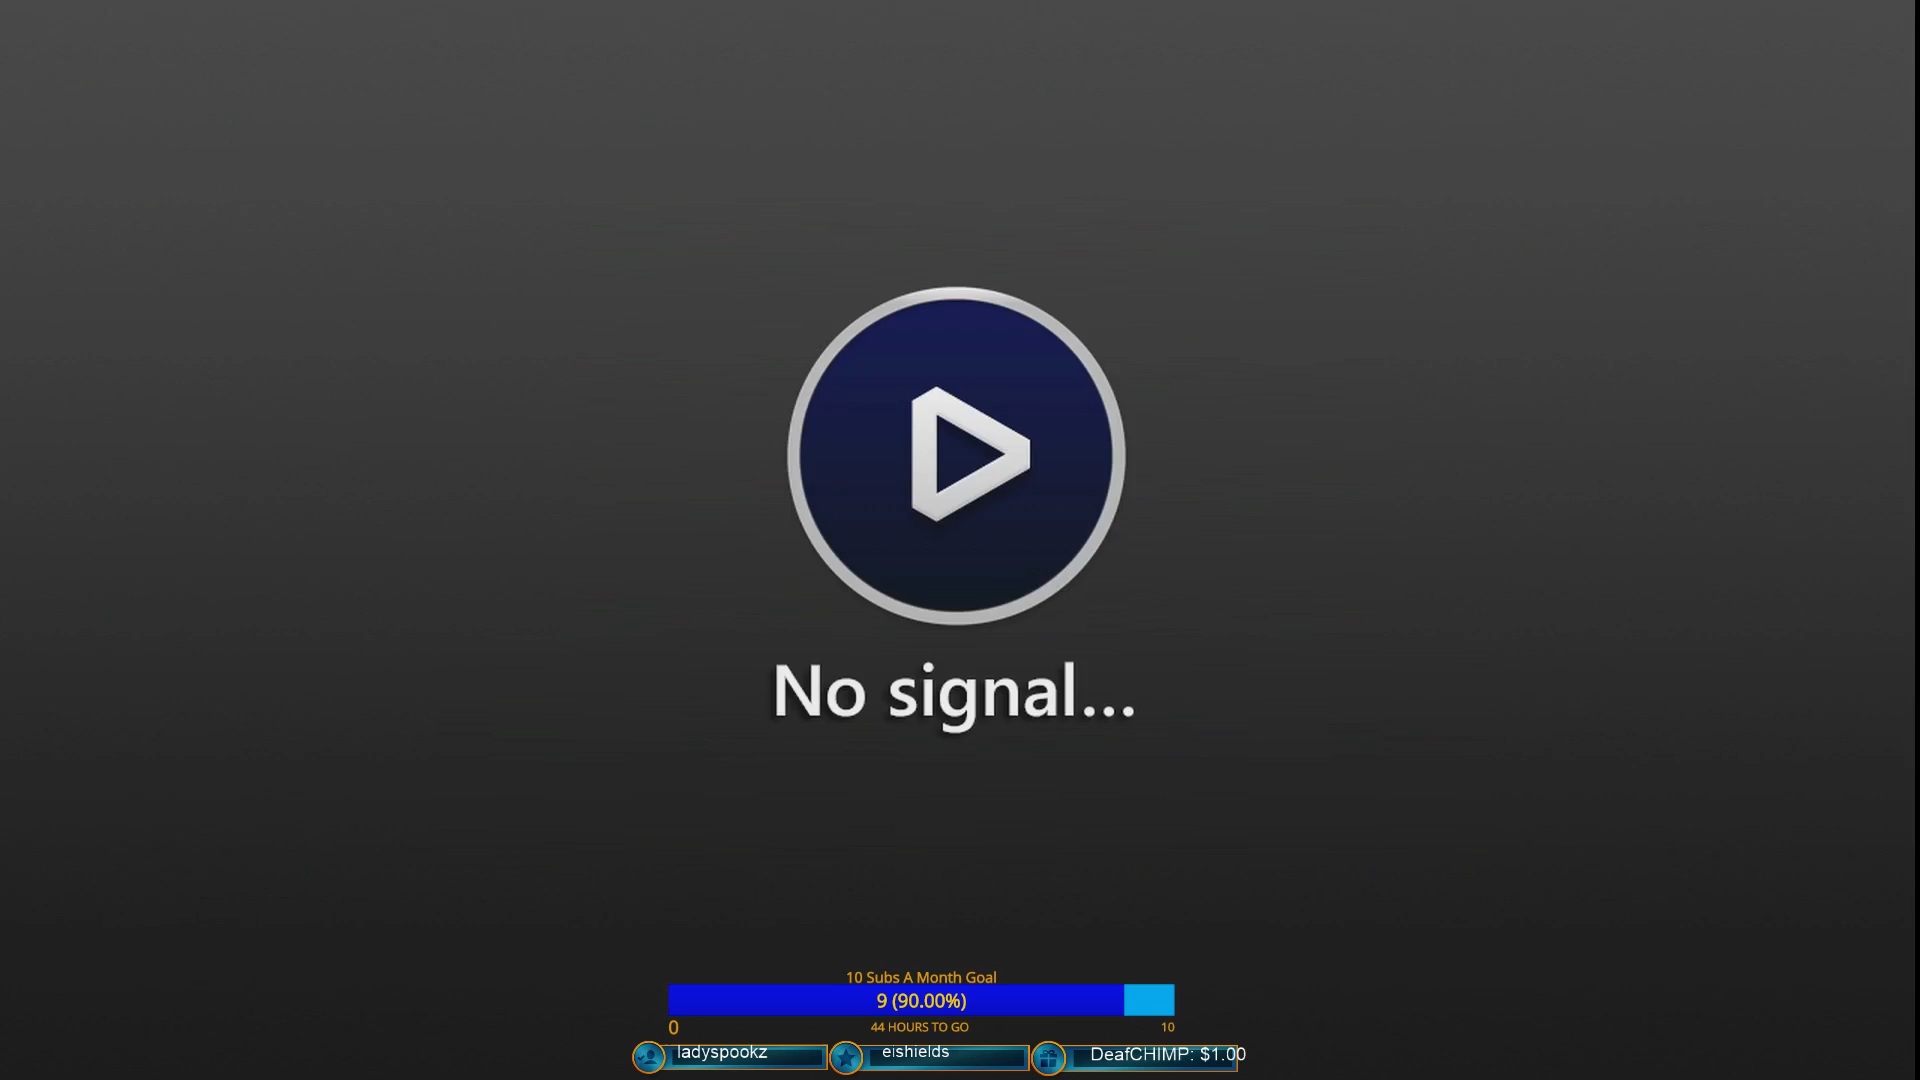 No signal...
10 Subs A Month Goal
9 (90.00%)
0 44 HOURS TO GO 10
ladyspookz eishields DeafCHIMP: $1.00